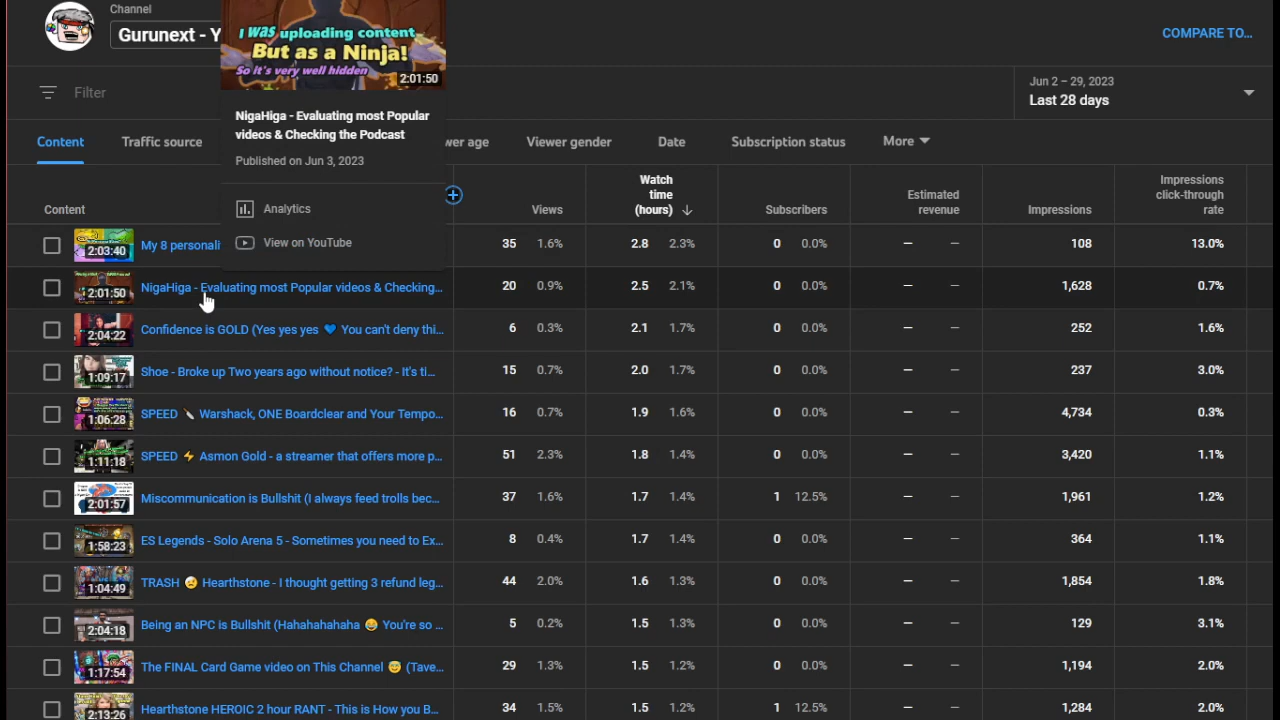 Channel
Gurunext - Y
COMPARE TO...
Filter
Jun 2 – 29, 2023
Last 28 days
I was uploading content
But as a Ninja!
So it's very well hidden
2:01:50
NigaHiga - Evaluating most Popular
videos & Checking the Podcast
Published on Jun 3, 2023
Analytics
View on YouTube
Content Traffic source wer age Viewer gender Date Subscription status More
Content Views Watch time (hours) Subscribers Estimated revenue Impressions Impressions click-through rate
2:03:40 My 8 personali 35 1.6% 2.8 2.3% 0 0.0% — — 108 13.0%
2:01:50 NigaHiga - Evaluating most Popular videos & Checking... 20 0.9% 2.5 2.1% 0 0.0% — — 1,628 0.7%
2:04:22 Confidence is GOLD (Yes yes yes 💙 You can't deny thi... 6 0.3% 2.1 1.7% 0 0.0% — — 252 1.6%
1:09:17 Shoe - Broke up Two years ago without notice? - It's ti... 15 0.7% 2.0 1.7% 0 0.0% — — 237 3.0%
1:06:28 SPEED 🔪 Warshack, ONE Boardclear and Your Tempo... 16 0.7% 1.9 1.6% 0 0.0% — — 4,734 0.3%
1:11:18 SPEED ⚡ Asmon Gold - a streamer that offers more p... 51 2.3% 1.8 1.4% 0 0.0% — — 3,420 1.1%
2:01:57 Miscommunication is Bullshit (I always feed trolls bec... 37 1.6% 1.7 1.4% 1 12.5% — — 1,961 1.2%
1:58:23 ES Legends - Solo Arena 5 - Sometimes you need to Ex... 8 0.4% 1.7 1.4% 0 0.0% — — 364 1.1%
1:04:49 TRASH 🤕 Hearthstone - I thought getting 3 refund leg... 44 2.0% 1.6 1.3% 0 0.0% — — 1,854 1.8%
2:04:18 Being an NPC is Bullshit (Hahahahahaha 😂 You're so ... 5 0.2% 1.5 1.3% 0 0.0% — — 129 3.1%
1:17:54 The FINAL Card Game video on This Channel 😇 (Tave... 29 1.3% 1.5 1.2% 0 0.0% — — 1,194 2.0%
2:13:26 Hearthstone HEROIC 2 hour RANT - This is How you B... 34 1.5% 1.5 1.2% 1 12.5% — — 1,284 2.0%